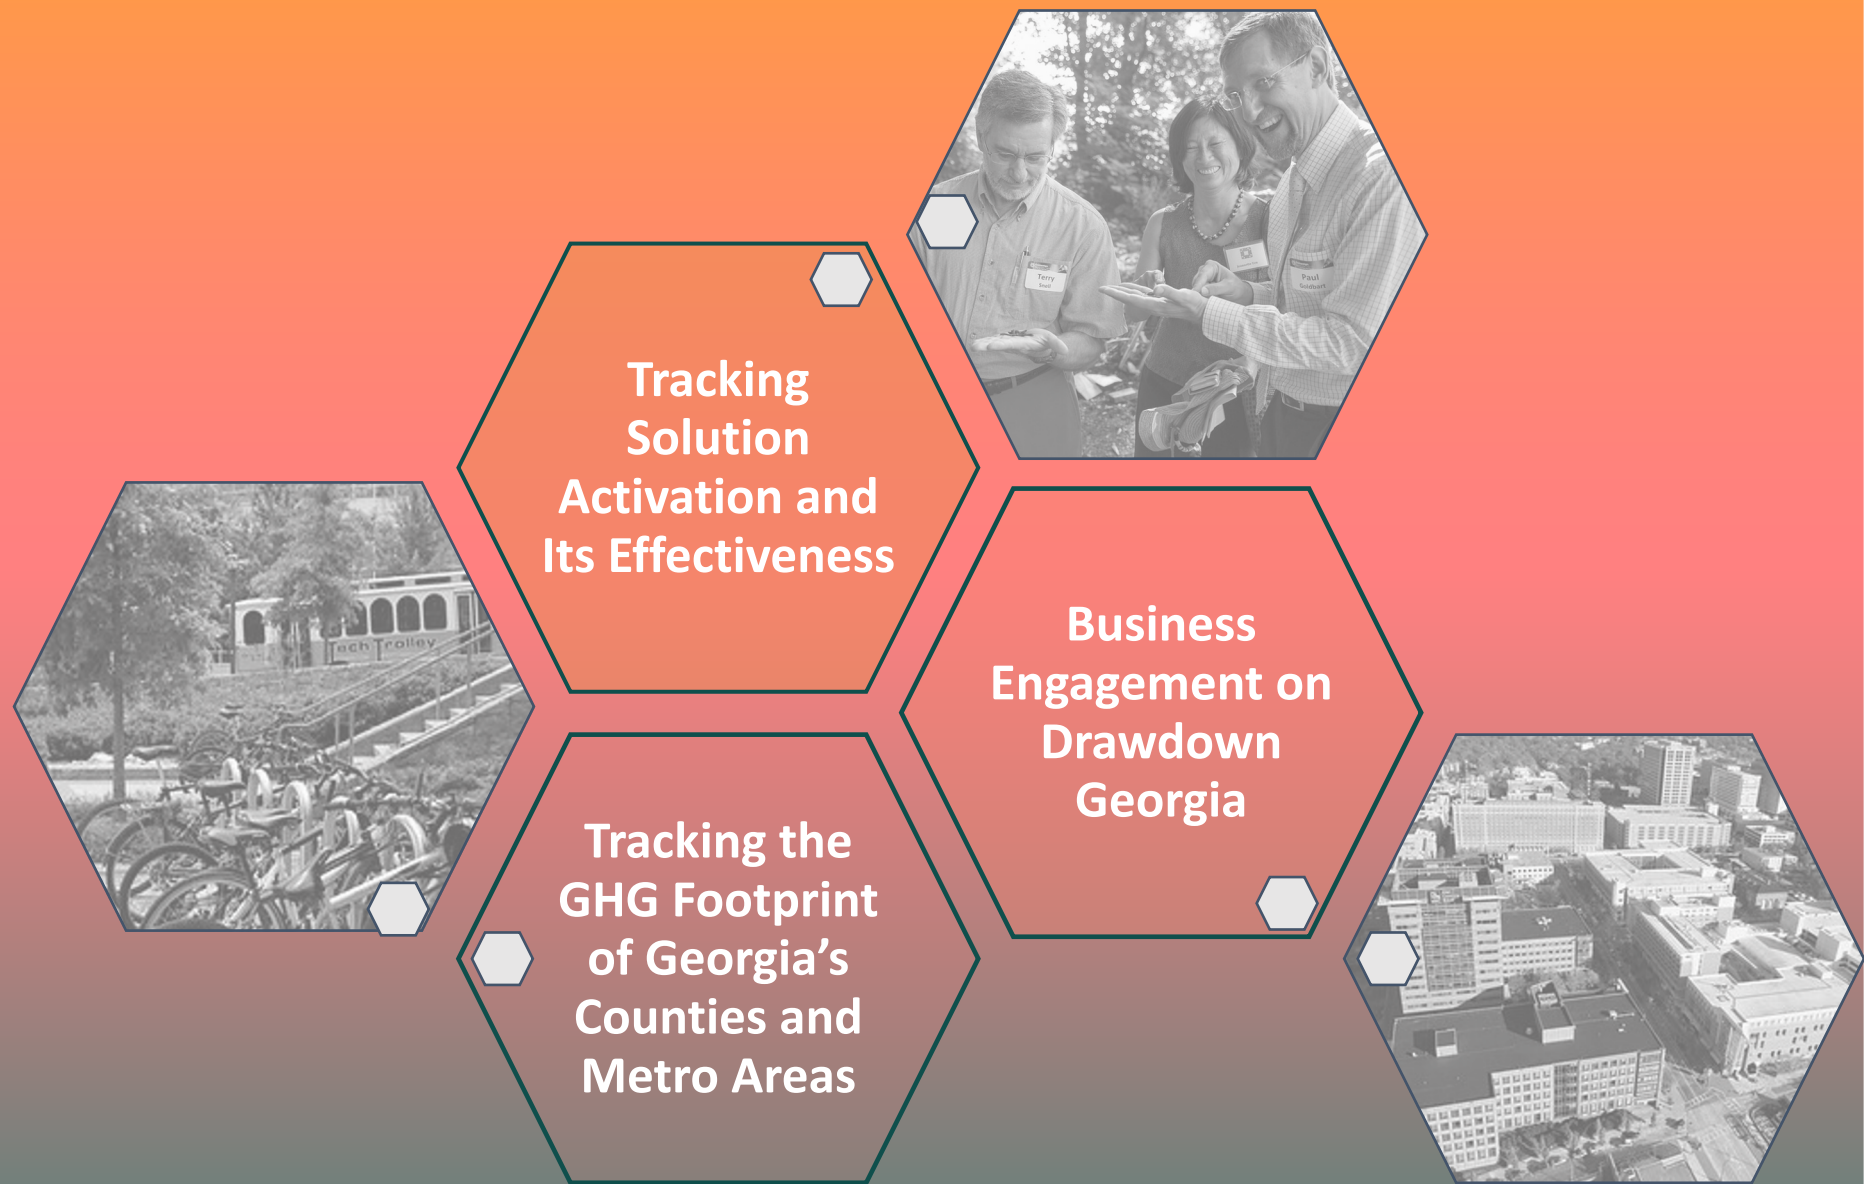 Tracking
Solution
Activation and
Its Effectiveness
Terry
Paul
Goldbart
Business
Engagement on
Drawdown
Georgia
Tech Trolley
Tracking the
GHG Footprint
of Georgia’s
Counties and
Metro Areas